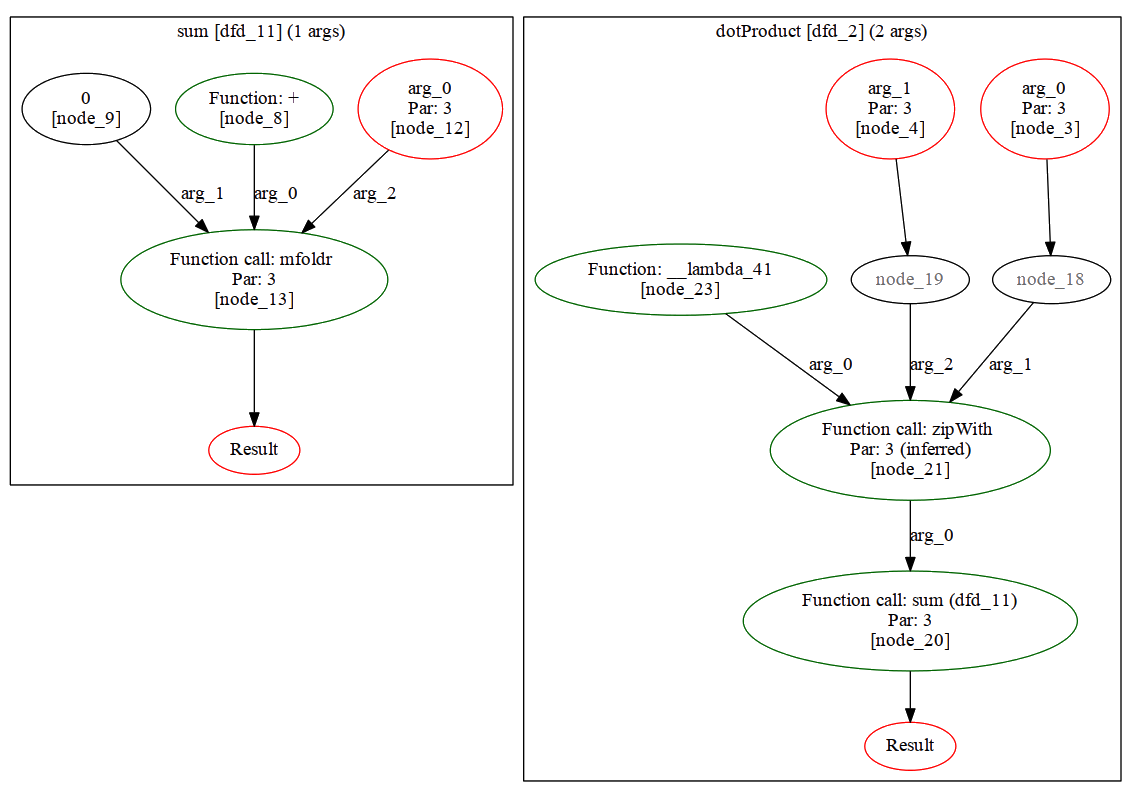 sum [dfd_11] (1 args)
0
[node_9]
Function: +
[node_8]
arg_0
Par: 3
[node_12]
arg_1
arg_0
arg_2
Function call: mfoldr
Par: 3
[node_13]
Result
dotProduct [dfd_2] (2 args)
arg_1
Par: 3
[node_4]
arg_0
Par: 3
[node_3]
Function: __lambda_41
[node_23]
node_19
node_18
arg_0
arg_2
arg_1
Function call: zipWith
Par: 3 (inferred)
[node_21]
arg_0
Function call: sum (dfd_11)
Par: 3
[node_20]
Result